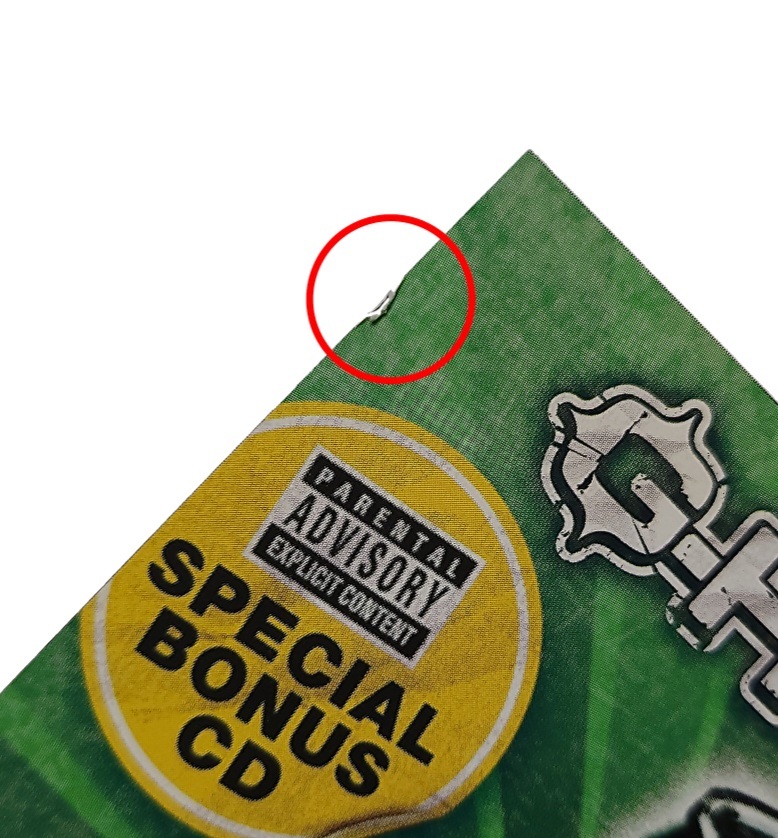 PARENTAL
ADVISORY
EXPLICIT CONTENT
SPECIAL
BONUS
CD